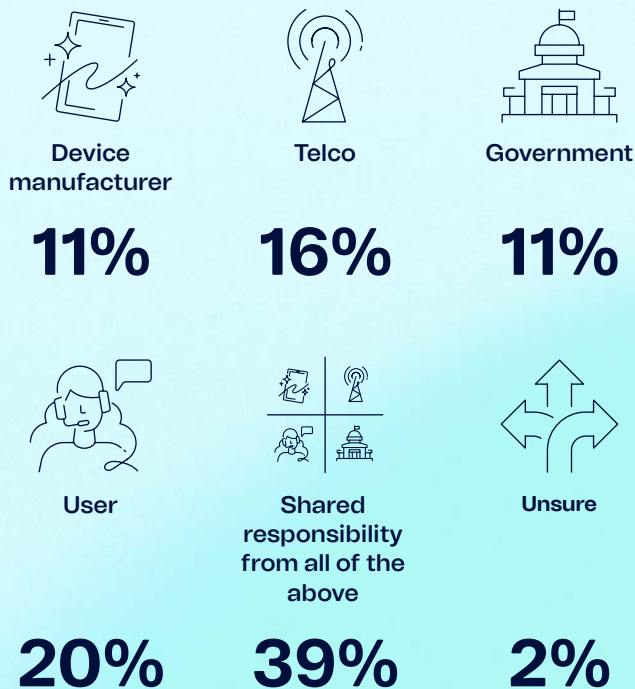 Device
manufacturer
11%
Telco
16%
Government
11%
User
20%
Shared
responsibility
from all of the
above
39%
Unsure
2%